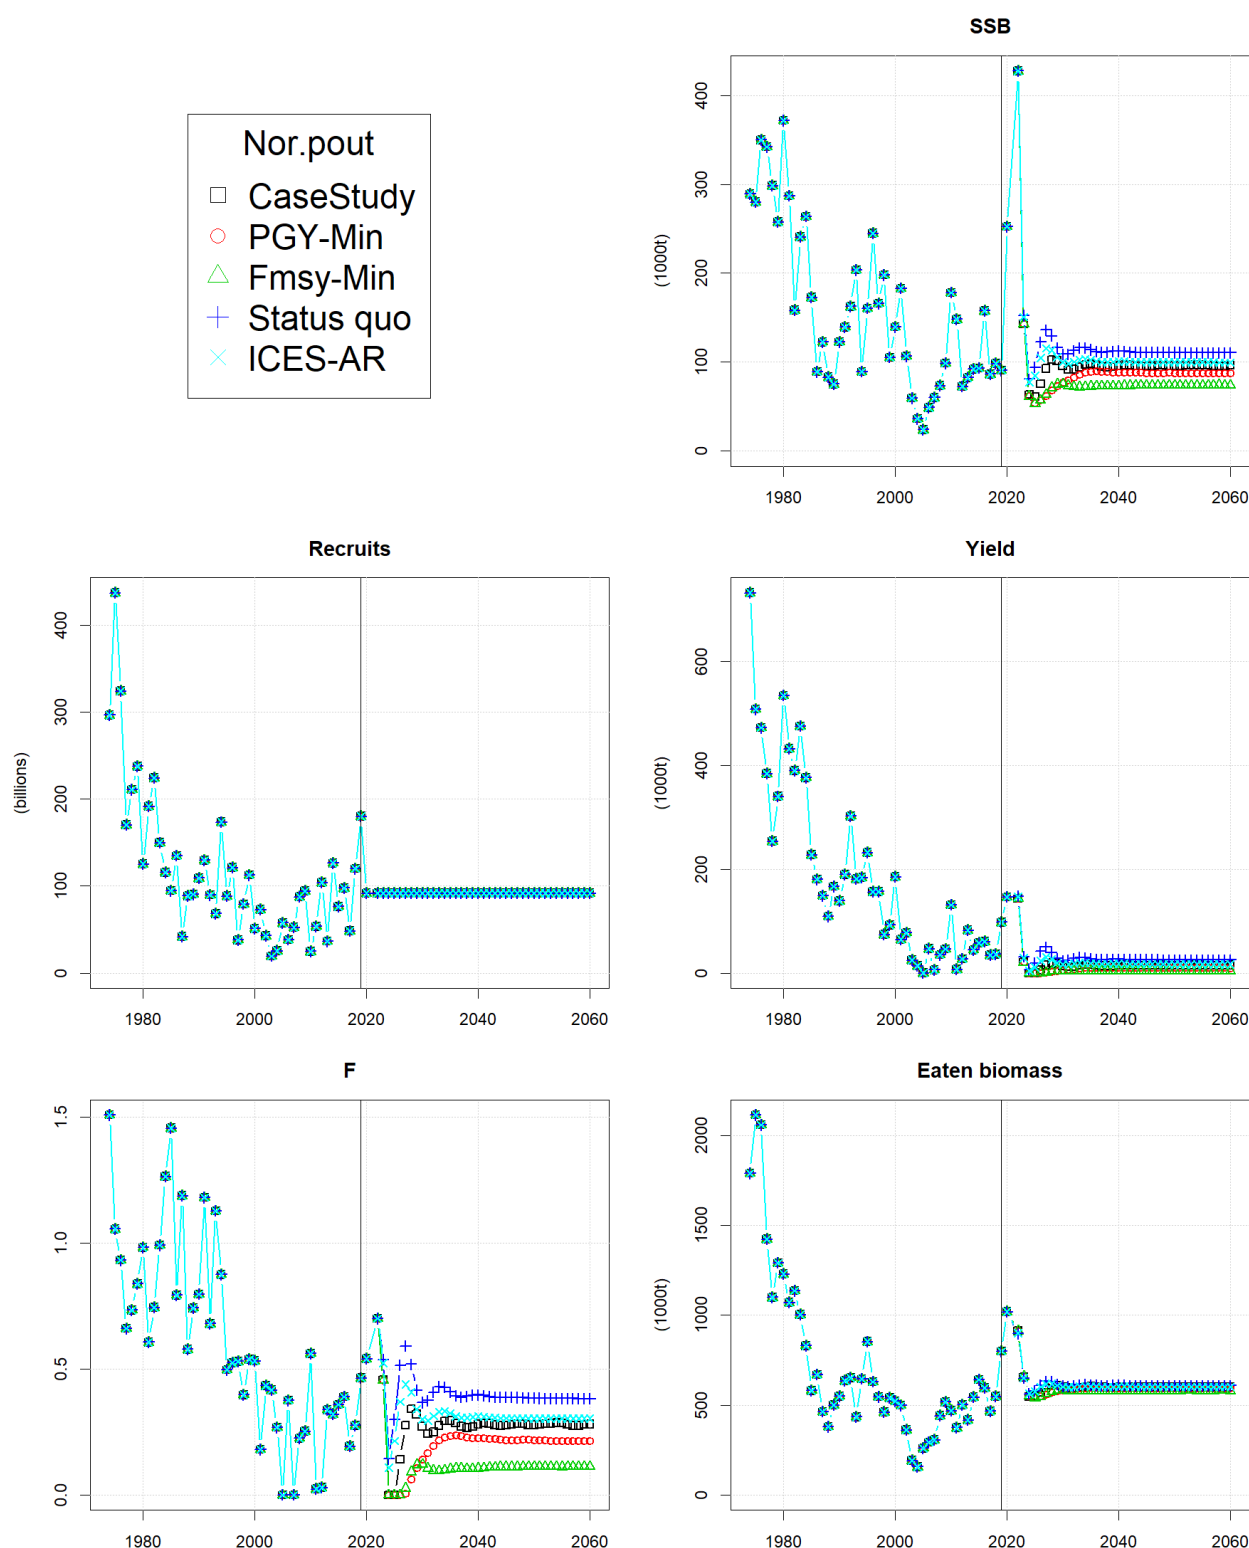 Nor.pout
CaseStudy
PGY-Min
Fmsy-Min
Status quo
ICES-AR
SSB
(1000t)
400
300
200
100
0
1980 2000 2020 2040 2060
Recruits
(billions)
400
300
200
100
0
1980 2000 2020 2040 2060
Yield
(1000t)
600
400
200
0
1980 2000 2020 2040 2060
F
1.5
1.0
0.5
0.0
1980 2000 2020 2040 2060
Eaten biomass
(1000t)
2000
1500
1000
500
0
1980 2000 2020 2040 2060